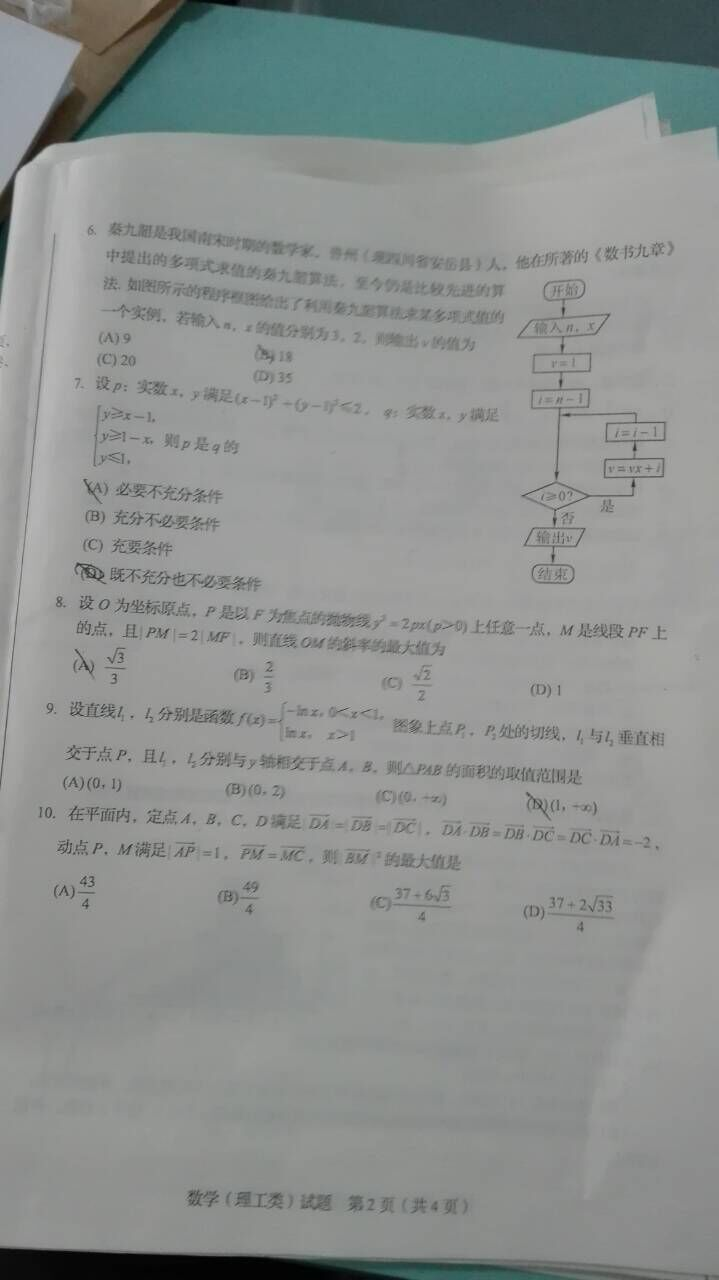 6. 秦九韶是我国南宋时期的数学家，普州（现四川省安岳县）人，他在所著的《数书九章》
中提出的多项式求值的秦九韶算法，至今仍是比较先进的算
法.如图所示的程序框图给出了利用秦九韶算法求某多项式值的
一个实例，若输入n，x的值分别为3，2，则输出v的值为
(A) 9
(B) 18
(C) 20
(D) 35
开始
输入n，x
v=1
i=n-1
i=i-1
v=vx+i
i≥0?
是
否
输出v
结束
7. 设p：实数x，y满足(x-1)²+(y-1)²≤2，q：实数x，y满足
{y≥x-1，
y≥1-x，则p是q的
y≤1，
(A) 必要不充分条件
(B) 充分不必要条件
(C) 充要条件
(D) 既不充分也不必要条件
8. 设O为坐标原点，P是以F为焦点的抛物线y²=2px(p>0)上任意一点，M是线段PF上
的点，且|PM|=2|MF|，则直线OM的斜率的最大值为
(A) √3/3 (B) 2/3 (C) √2/2 (D) 1
9. 设直线l₁，l₂分别是函数f(x)={-ln x，0<x<1，ln x，x>1 图象上点P₁，P₂处的切线，l₁与l₂垂直相
交于点P，且l₁，l₂分别与y轴相交于点A，B，则△PAB的面积的取值范围是
(A)(0，1) (B)(0，2) (C)(0，+∞) (D)(1，+∞)
10. 在平面内，定点A，B，C，D满足|DA|=|DB|=|DC|，DA·DB=DB·DC=DC·DA=-2，
动点P，M满足|AP|=1，PM=MC，则|BM|²的最大值是
(A) 43/4 (B) 49/4 (C) 37+6√3/4 (D) 37+2√33/4
数学（理工类）试题 第2页（共4页）